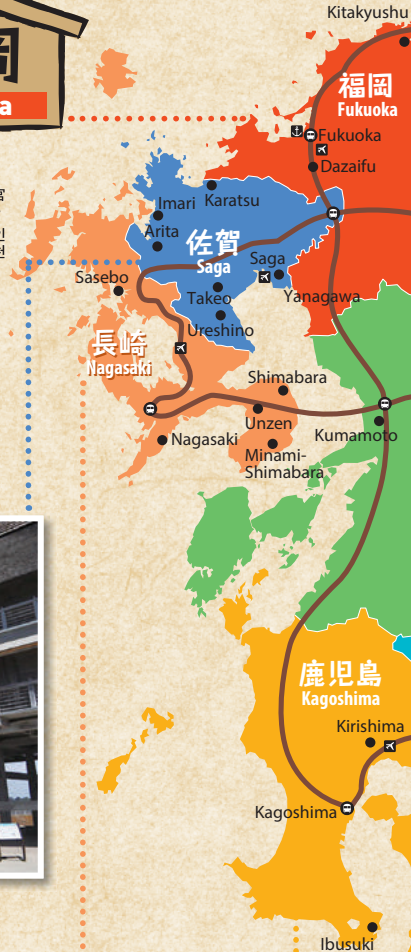 Kitakyushu
岡
a
福岡
Fukuoka
Fukuoka
Dazaifu
Imari
Karatsu
Arita
佐賀
Saga
Saga
Sasebo
Takeo
Yanagawa
Ureshino
長崎
Nagasaki
Shimabara
Unzen
Kumamoto
Nagasaki
Minami-
Shimabara
鹿児島
Kagoshima
Kirishima
Kagoshima
Ibusuki